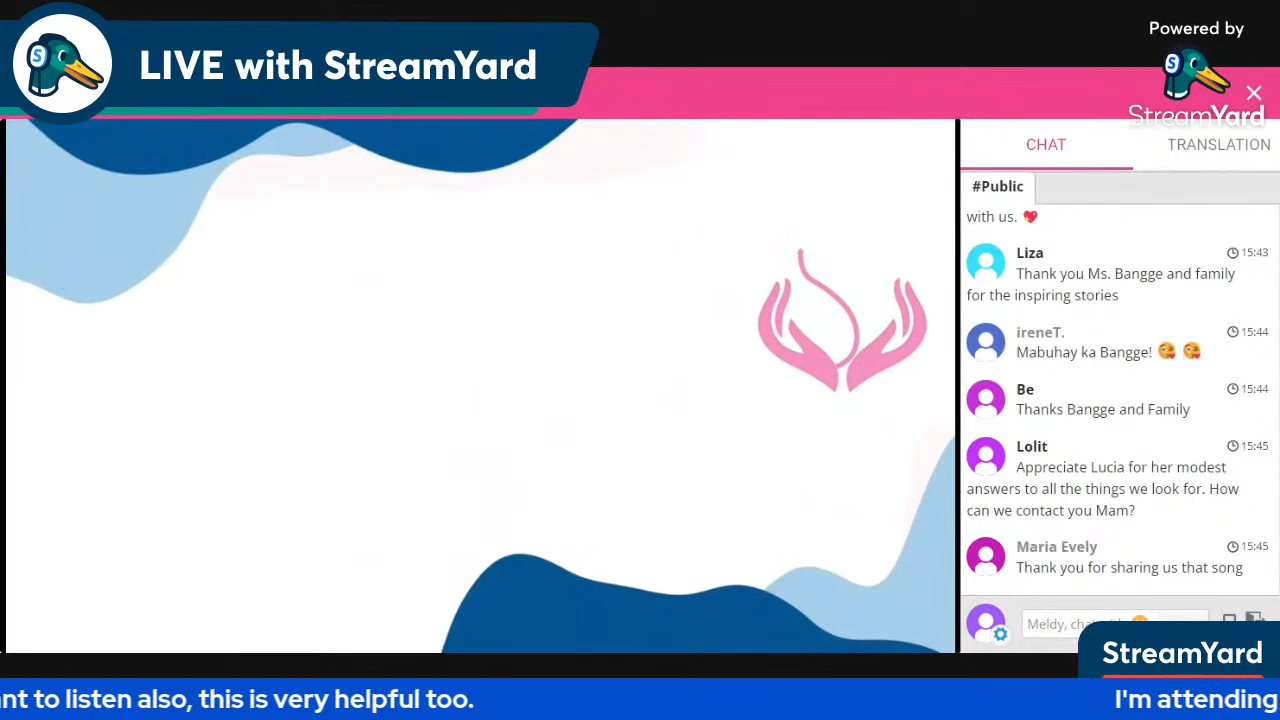 LIVE with StreamYard
Powered by
StreamYard
CHAT
TRANSLATION
#Public
with us. 💖
Liza
15:43
Thank you Ms. Bangge and family
for the inspiring stories
ireneT.
15:44
Mabuhay ka Bangge! 😘 😘
Be
15:44
Thanks Bangge and Family
Lolit
15:45
Appreciate Lucia for her modest
answers to all the things we look for. How
can we contact you Mam?
Maria Evely
15:45
Thank you for sharing us that song
Meldy,
StreamYard
to listen also, this is very helpful too.
I'm attending